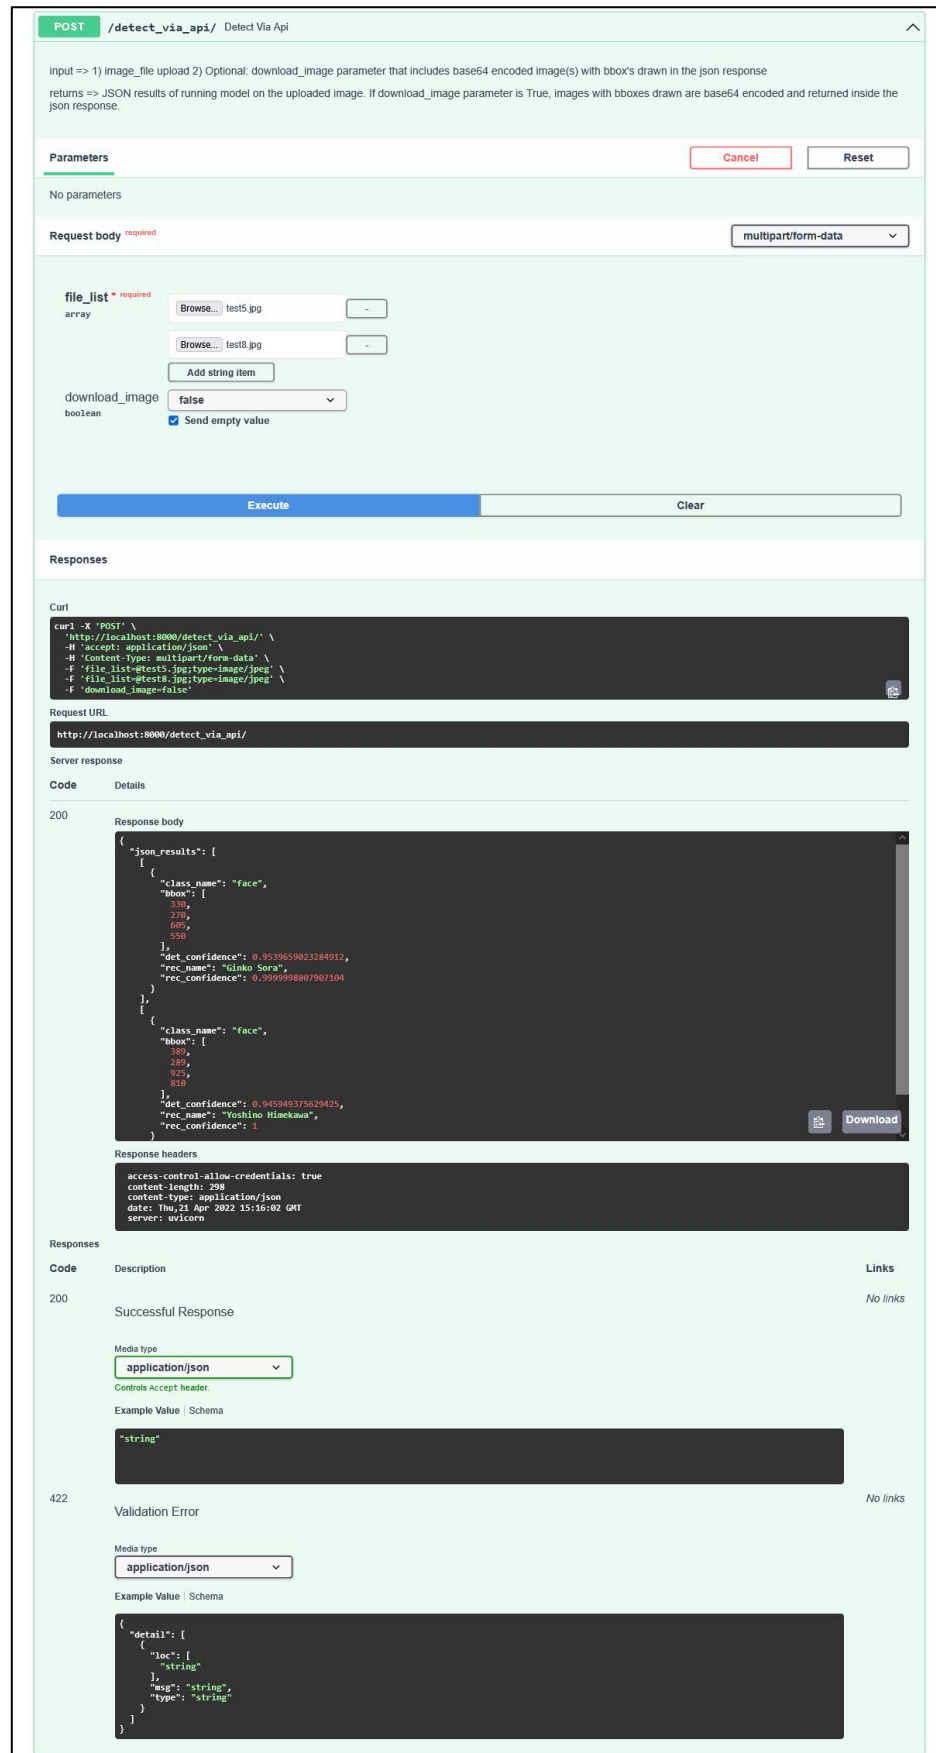 POST /detect_via_api/ Detect Via Api
input => 1) image_file upload 2) Optional: download_image parameter that includes base64 encoded image(s) with bbox's drawn in the json response
returns => JSON results of running model on the uploaded image. If download_image parameter is True, images with bboxes drawn are base64 encoded and returned inside the
json response.
Parameters Cancel Reset
No parameters
Request body required multipart/form-data
file_list * required
array
Browse... test5.jpg -
Browse... test8.jpg -
Add string item
download_image false
boolean
Send empty value
Execute Clear
Responses
Curl
curl -X 'POST' \
'http://localhost:8000/detect_via_api/' \
-H 'accept: application/json' \
-H 'Content-Type: multipart/form-data' \
-F 'file_list=@test5.jpg;type=image/jpeg' \
-F 'file_list=@test8.jpg;type=image/jpeg' \
-F 'download_image=false'
Request URL
http://localhost:8000/detect_via_api/
Server response
Code Details
200
Response body
{
"json_results": [
[
{
"class_name": "face",
"bbox": [
330,
270,
605,
550
],
"det_confidence": 0.9539659023284912,
"rec_name": "Ginko Sora",
"rec_confidence": 0.9999998807907104
}
],
[
{
"class_name": "face",
"bbox": [
389,
289,
925,
810
],
"det_confidence": 0.945949375629425,
"rec_name": "Yoshino Himekawa",
"rec_confidence": 1
}
Download
Response headers
access-control-allow-credentials: true
content-length: 298
content-type: application/json
date: Thu,21 Apr 2022 15:16:02 GMT
server: uvicorn
Responses
Code Description Links
200 No links
Successful Response
Media type
application/json
Controls Accept header.
Example Value | Schema
"string"
422 No links
Validation Error
Media type
application/json
Example Value | Schema
{
"detail": [
{
"loc": [
"string"
],
"msg": "string",
"type": "string"
}
]
}